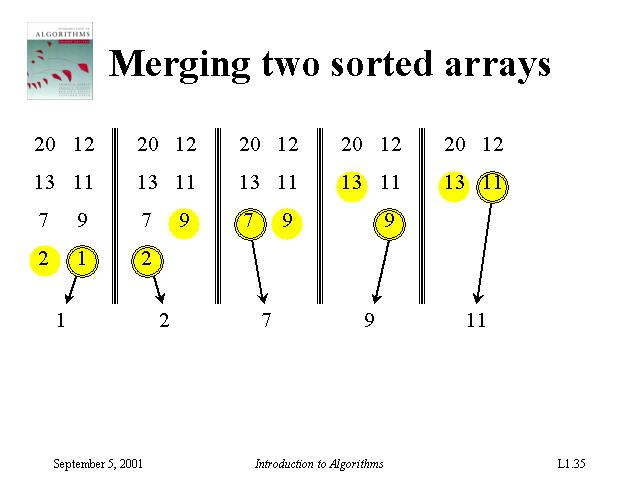 ALGORITHMS
Merging two sorted arrays
20 12 20 12 20 12 20 12 20 12
13 11 13 11 13 11 13 11 13 11
7 9 7 9 7 9 9
2 1 2
1 2 7 9 11
September 5, 2001 Introduction to Algorithms L1.35